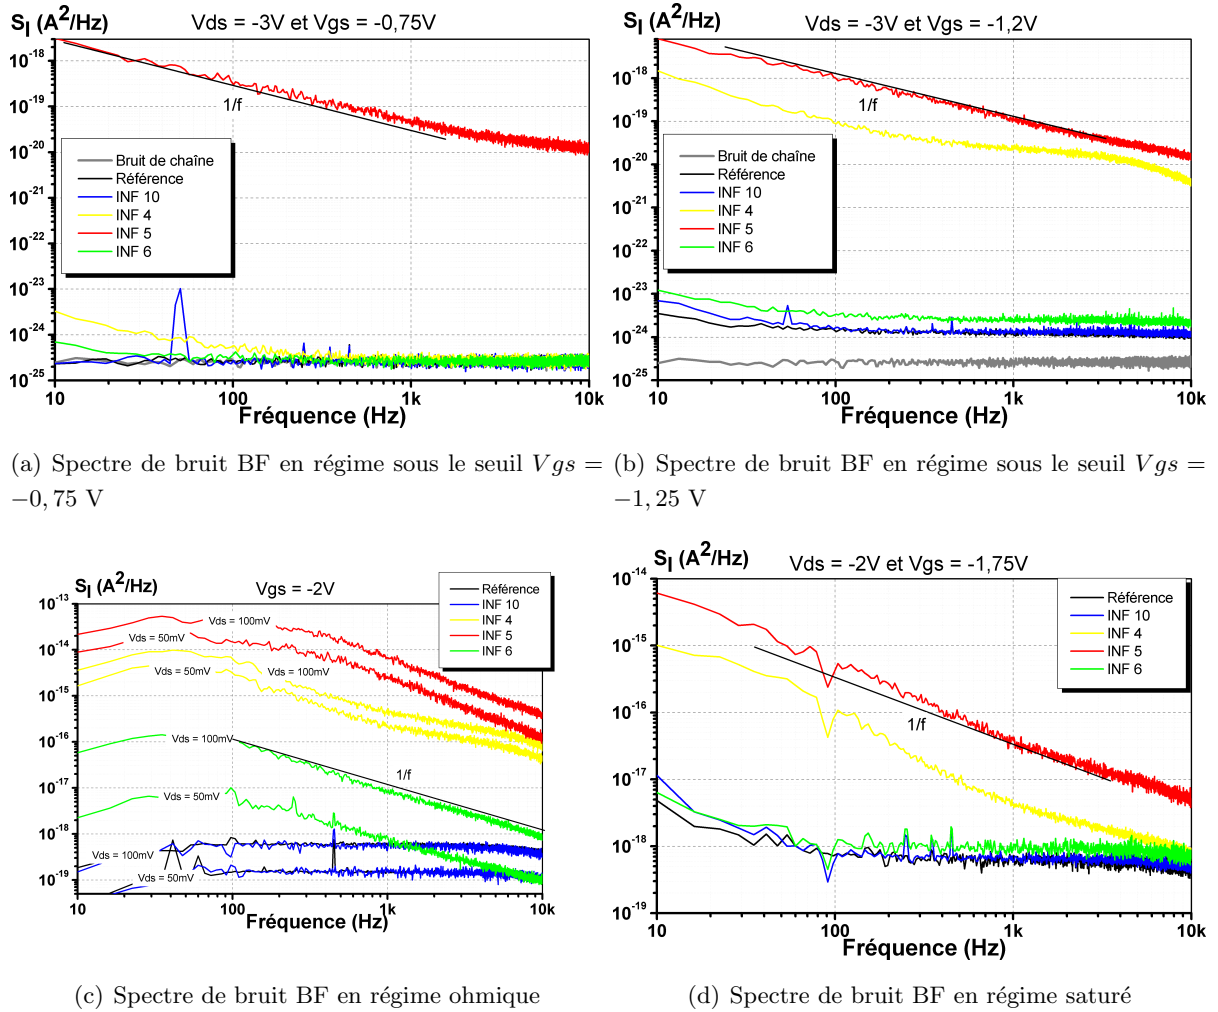 S_I (A^2/Hz)
Vds = -3V et Vgs = -0,75V
10^-18
10^-19
10^-20
10^-21
10^-22
10^-23
10^-24
10^-25
1/f
Bruit de chaîne
Référence
INF 10
INF 4
INF 5
INF 6
10 100 1k 10k
Fréquence (Hz)
S_I (A^2/Hz)
Vds = -3V et Vgs = -1,2V
10^-18
10^-19
10^-20
10^-21
10^-22
10^-23
10^-24
10^-25
1/f
Bruit de chaîne
Référence
INF 10
INF 4
INF 5
INF 6
10 100 1k 10k
Fréquence (Hz)
(a) Spectre de bruit BF en régime sous le seuil Vgs =
−0, 75 V
(b) Spectre de bruit BF en régime sous le seuil Vgs =
−1, 25 V
S_I (A^2/Hz)
Vgs = -2V
10^-13
10^-14
10^-15
10^-16
10^-17
10^-18
10^-19
Référence
INF 10
INF 4
INF 5
INF 6
Vds = 100mV
Vds = 50mV
Vds = 100mV
Vds = 50mV
Vds = 100mV
1/f
Vds = 50mV
Vds = 100mV
Vds = 50mV
10 100 1k 10k
Fréquence (Hz)
S_I (A^2/Hz)
Vds = -2V et Vgs = -1,75V
10^-14
10^-15
10^-16
10^-17
10^-18
10^-19
Référence
INF 10
INF 4
INF 5
INF 6
1/f
10 100 1k 10k
Fréquence (Hz)
(c) Spectre de bruit BF en régime ohmique
(d) Spectre de bruit BF en régime saturé